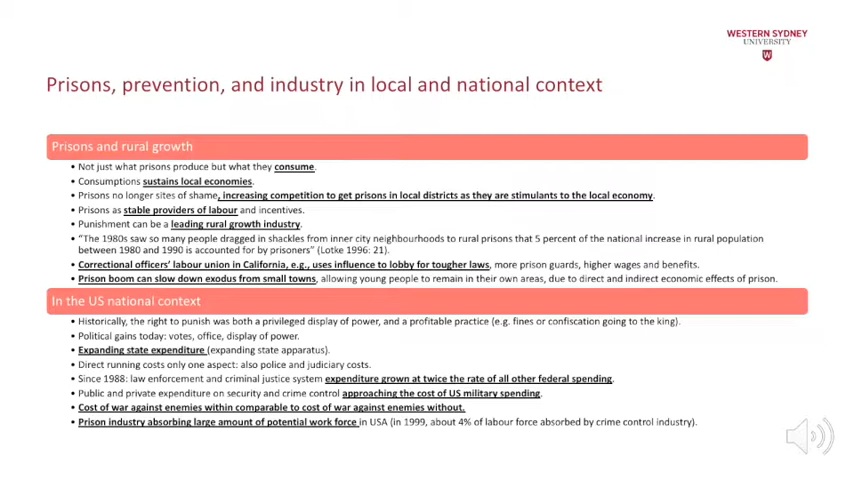 WESTERN SYDNEY
UNIVERSITY
W
Prisons, prevention, and industry in local and national context
Prisons and rural growth
• Not just what prisons produce but what they consume.
• Consumptions sustains local economies.
• Prisons no longer sites of shame, increasing competition to get prisons in local districts as they are stimulants to the local economy.
• Prisons as stable providers of labour and incentives.
• Punishment can be a leading rural growth industry.
• "The 1980s saw so many people dragged in shackles from inner city neighbourhoods to rural prisons that 5 percent of the national increase in rural population
between 1980 and 1990 is accounted for by prisoners" (Lotke 1996: 21).
• Correctional officers' labour union in California, e.g., uses influence to lobby for tougher laws, more prison guards, higher wages and benefits.
• Prison boom can slow down exodus from small towns, allowing young people to remain in their own areas, due to direct and indirect economic effects of prison.
In the US national context
• Historically, the right to punish was both a privileged display of power, and a profitable practice (e.g. fines or confiscation going to the king).
• Political gains today: votes, office, display of power.
• Expanding state expenditure (expanding state apparatus).
• Direct running costs only one aspect: also police and judiciary costs.
• Since 1988: law enforcement and criminal justice system expenditure grown at twice the rate of all other federal spending.
• Public and private expenditure on security and crime control approaching the cost of US military spending.
• Cost of war against enemies within comparable to cost of war against enemies without.
• Prison industry absorbing large amount of potential work force in USA (in 1999, about 4% of labour force absorbed by crime control industry).